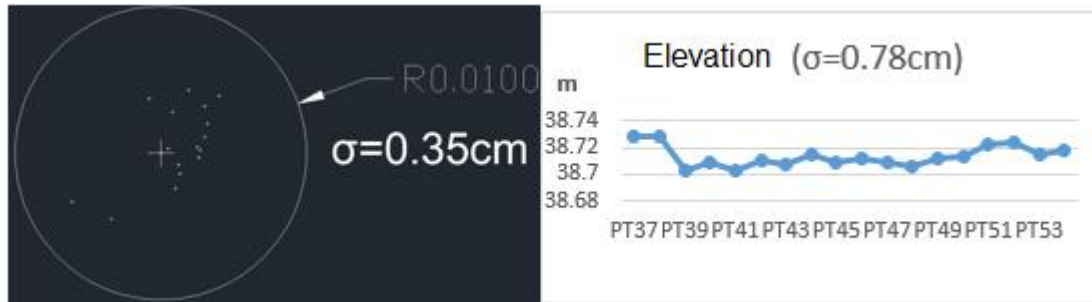 R0.0100
σ=0.35cm
Elevation (σ=0.78cm)
m
38.74
38.72
38.7
38.68
PT37 PT39 PT41 PT43 PT45 PT47 PT49 PT51 PT53